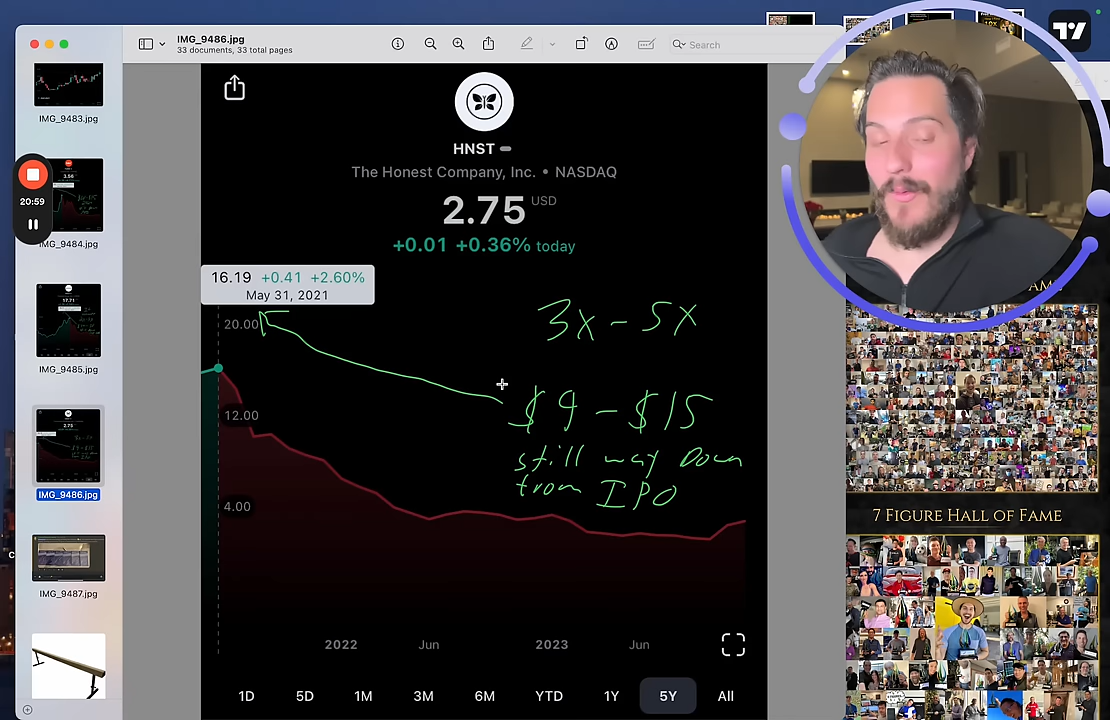 IMG_9486.jpg
33 documents, 33 total pages
Search
IMG_9483.jpg
20:59
IMG_9484.jpg
IMG_9485.jpg
IMG_9486.jpg
IMG_9487.jpg
HNST
The Honest Company, Inc. • NASDAQ
2.75 USD
+0.01 +0.36% today
16.19 +0.41 +2.60%
May 31, 2021
20.00
12.00
4.00
3x - 5x
$9 - $15
still way Down
from IPO
2022 Jun 2023 Jun
1D 5D 1M 3M 6M YTD 1Y 5Y All
7 Figure Hall of Fame